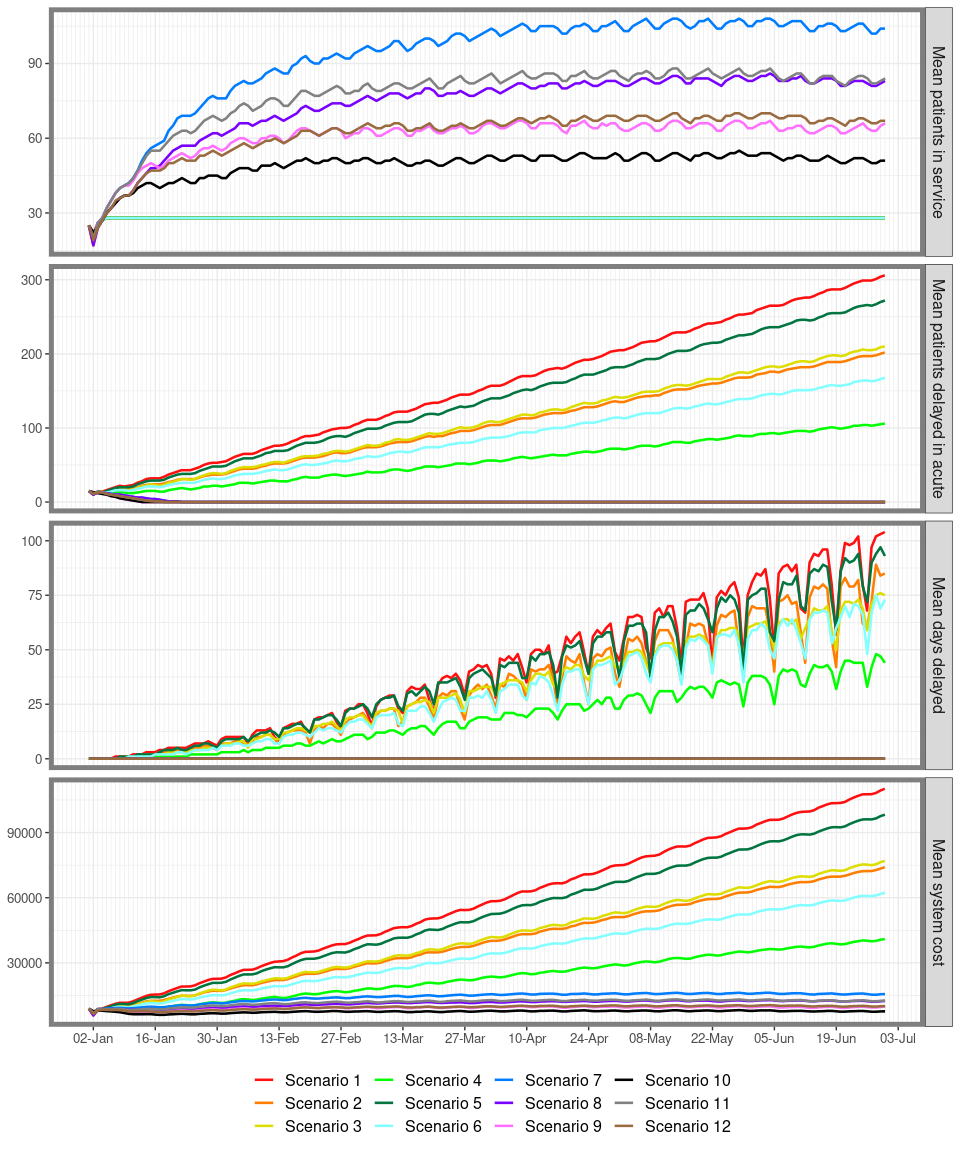 90
60
30
Mean patients in service
300
200
100
0
Mean patients delayed in acute
100
75
50
25
0
Mean days delayed
90000
60000
30000
Mean system cost
02-Jan 16-Jan 30-Jan 13-Feb 27-Feb 13-Mar 27-Mar 10-Apr 24-Apr 08-May 22-May 05-Jun 19-Jun 03-Jul
Scenario 1 Scenario 4 Scenario 7 Scenario 10
Scenario 2 Scenario 5 Scenario 8 Scenario 11
Scenario 3 Scenario 6 Scenario 9 Scenario 12